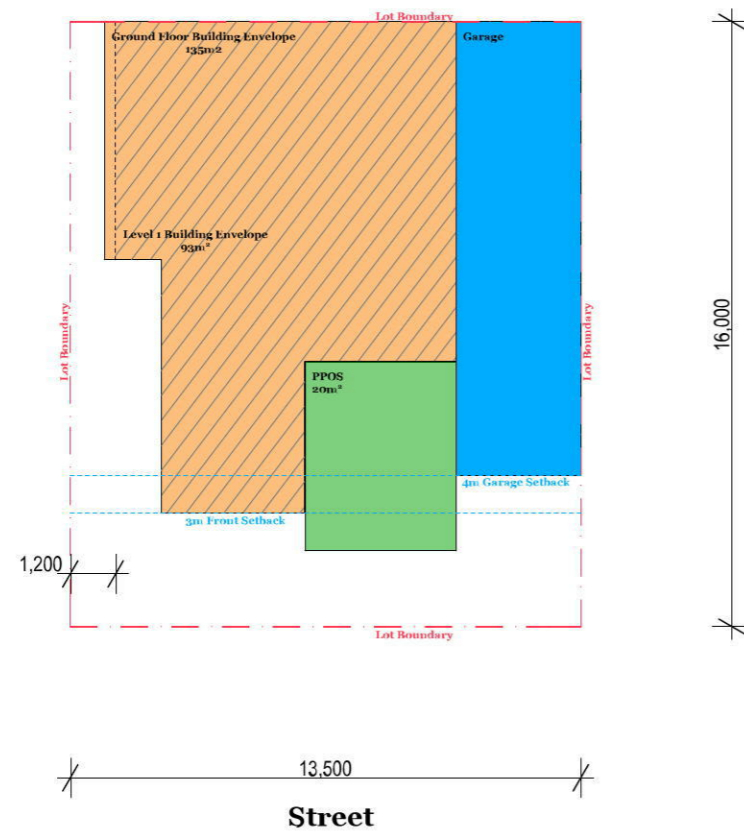 Lot Boundary
Ground Floor Building Envelope
135m2
Garage
Level 1 Building Envelope
93m²
Lot Boundary
Lot Boundary
16,000
PPOS
20m²
4m Garage Setback
3m Front Setback
1,200
Lot Boundary
13,500
Street